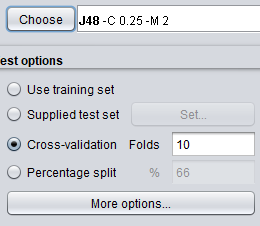 Choose J48 -C 0.25 -M 2
est options
Use training set
Supplied test set Set...
Cross-validation Folds 10
Percentage split % 66
More options...